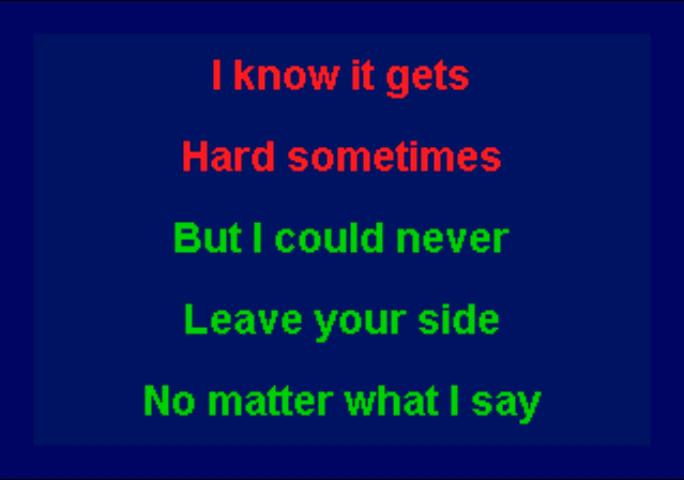 I know it gets
Hard sometimes
But I could never
Leave your side
No matter what I say